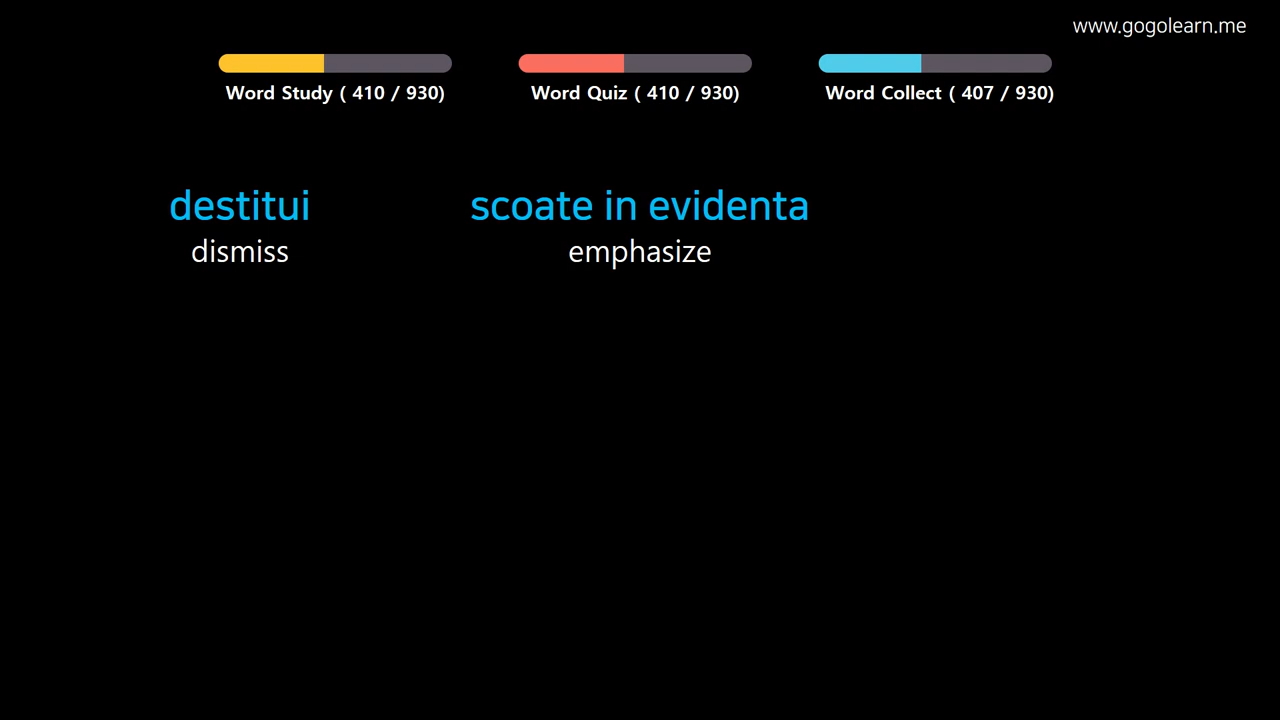 www.gogolearn.me
Word Study ( 410 / 930)
Word Quiz ( 410 / 930)
Word Collect ( 407 / 930)
destitui
dismiss
scoate in evidenta
emphasize